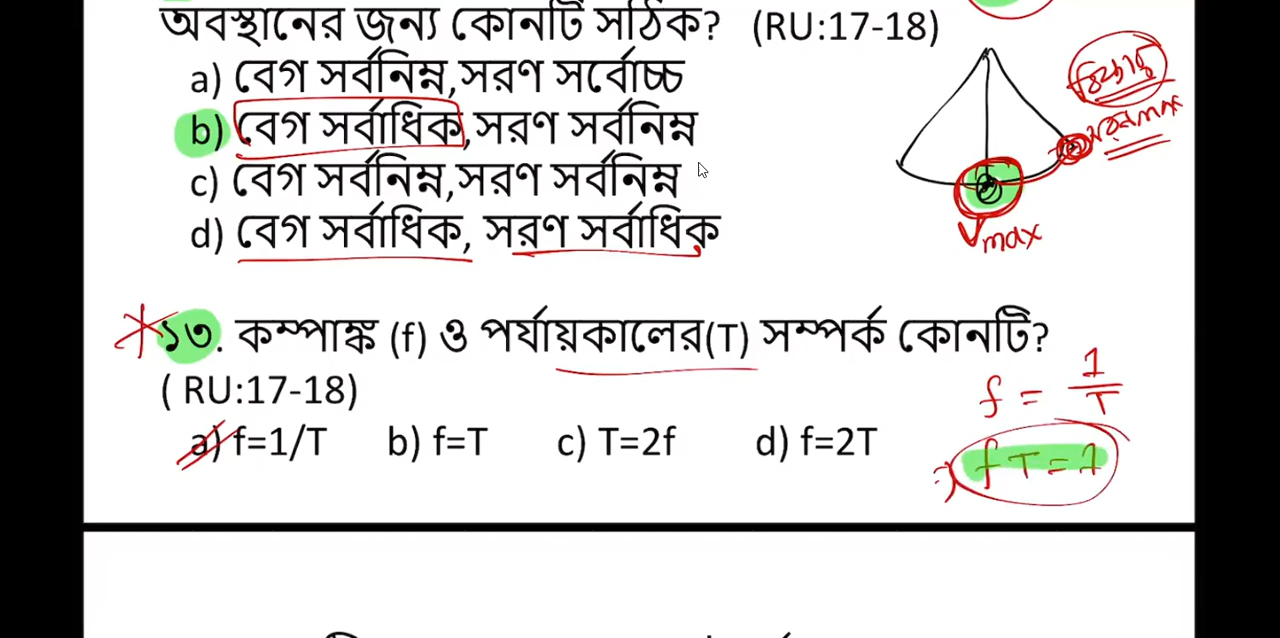 অবস্থানের জন্য কোনটি সঠিক? (RU:17-18)
a) বেগ সর্বনিম্ন,সরণ সর্বোচ্চ
b) বেগ সর্বাধিক,সরণ সর্বনিম্ন
c) বেগ সর্বনিম্ন,সরণ সর্বনিম্ন
d) বেগ সর্বাধিক, সরণ সর্বাধিক
Vmax
১৩. কম্পাঙ্ক (f) ও পর্যায়কালের(T) সম্পর্ক কোনটি?
( RU:17-18)
f = 1/T
a) f=1/T b) f=T c) T=2f d) f=2T
⇒ f T = 1